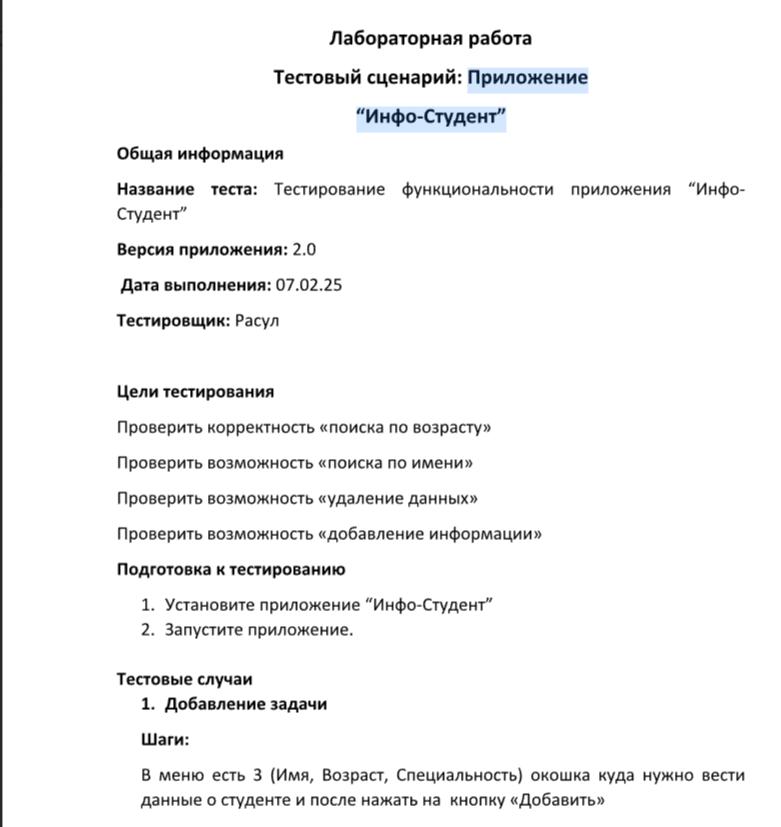 Лабораторная работа
Тестовый сценарий: Приложение
“Инфо-Студент”
Общая информация
Название теста: Тестирование функциональности приложения “Инфо-
Студент”
Версия приложения: 2.0
Дата выполнения: 07.02.25
Тестировщик: Расул
Цели тестирования
Проверить корректность «поиска по возрасту»
Проверить возможность «поиска по имени»
Проверить возможность «удаление данных»
Проверить возможность «добавление информации»
Подготовка к тестированию
1. Установите приложение “Инфо-Студент”
2. Запустите приложение.
Тестовые случаи
1. Добавление задачи
Шаги:
В меню есть 3 (Имя, Возраст, Специальность) окошка куда нужно вести
данные о студенте и после нажать на кнопку «Добавить»